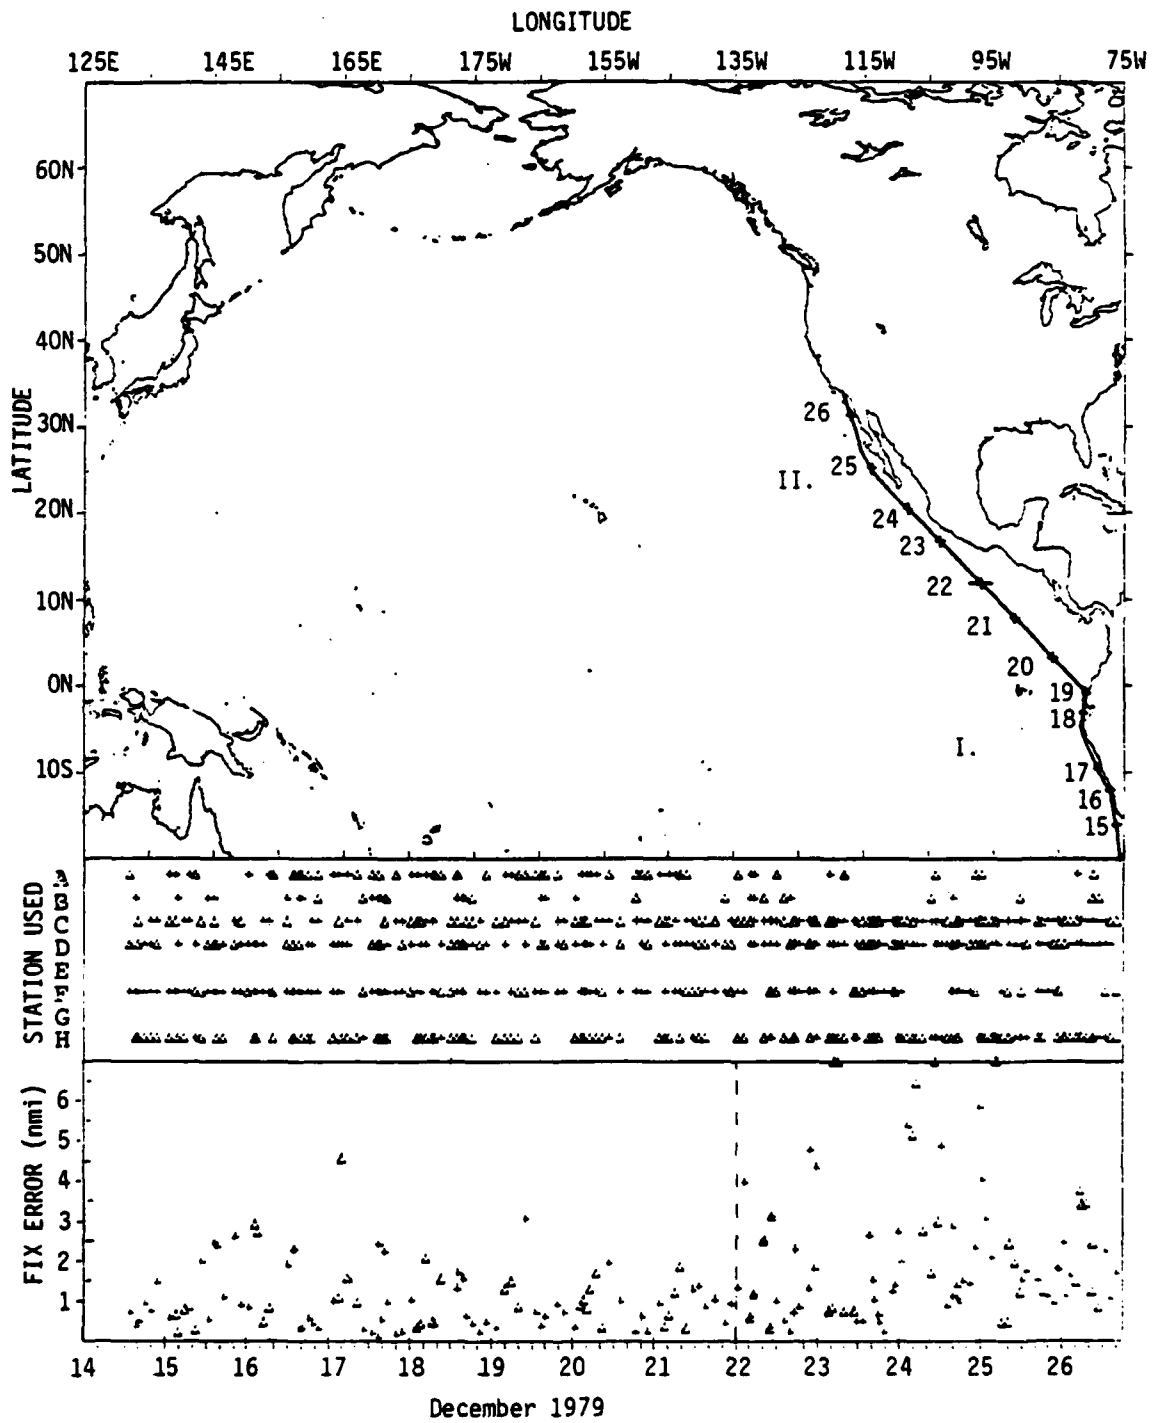 LONGITUDE
125E 145E 165E 175W 155W 135W 115W 95W 75W
LATITUDE
60N
50N
40N
30N
20N
10N
0N
10S
26
25
II.
24
23
22
21
20
19
18
I.
17
16
15
STATION USED
A
B
C
D
E
F
G
H
FIX ERROR (nmi)
6
5
4
3
2
1
14 15 16 17 18 19 20 21 22 23 24 25 26
December 1979